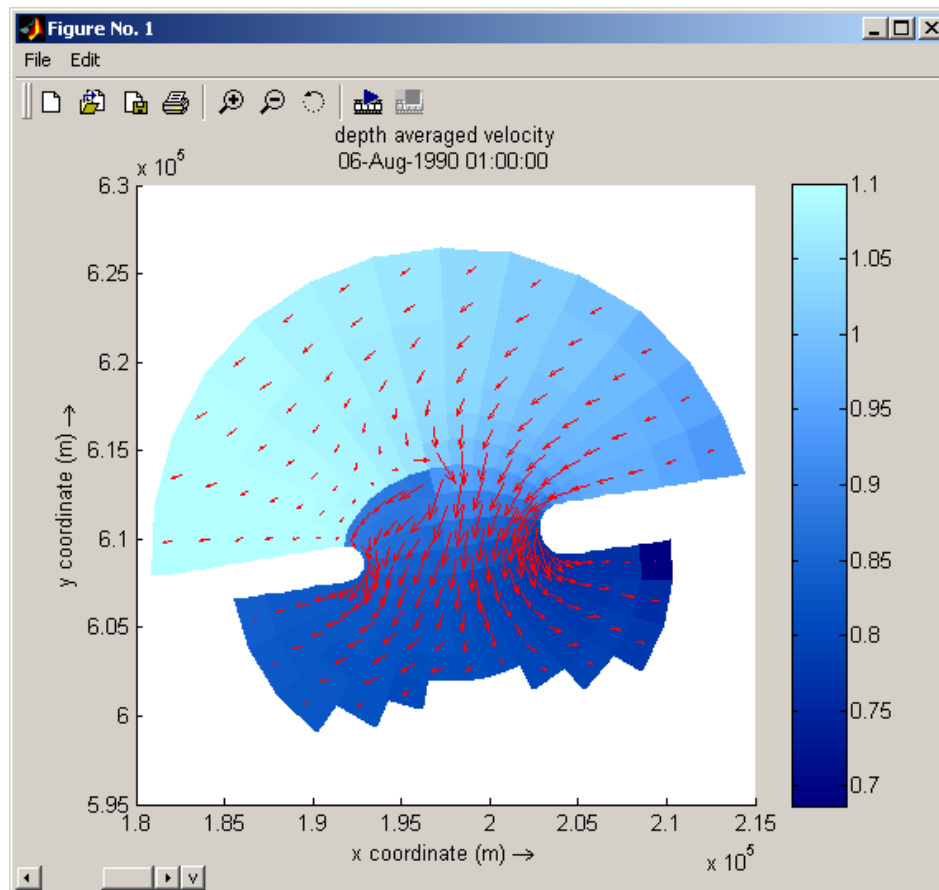 Figure No. 1
File Edit
depth averaged velocity
06-Aug-1990 01:00:00
x 10^5
6.3
6.25
6.2
6.15
6.1
6.05
6
5.95
y coordinate (m) →
1.8 1.85 1.9 1.95 2 2.05 2.1 2.15
x coordinate (m) →
x 10^5
1.1
1.05
1
0.95
0.9
0.85
0.8
0.75
0.7
v